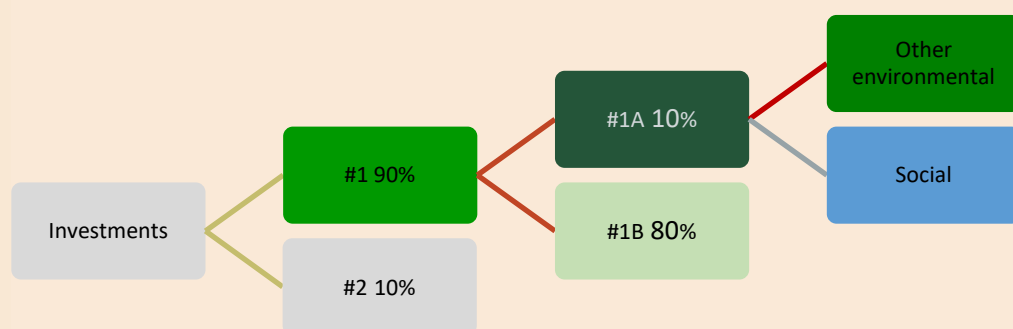 Other
environmental
#1A 10%
#1 90%
Social
Investments
#1B 80%
#2 10%